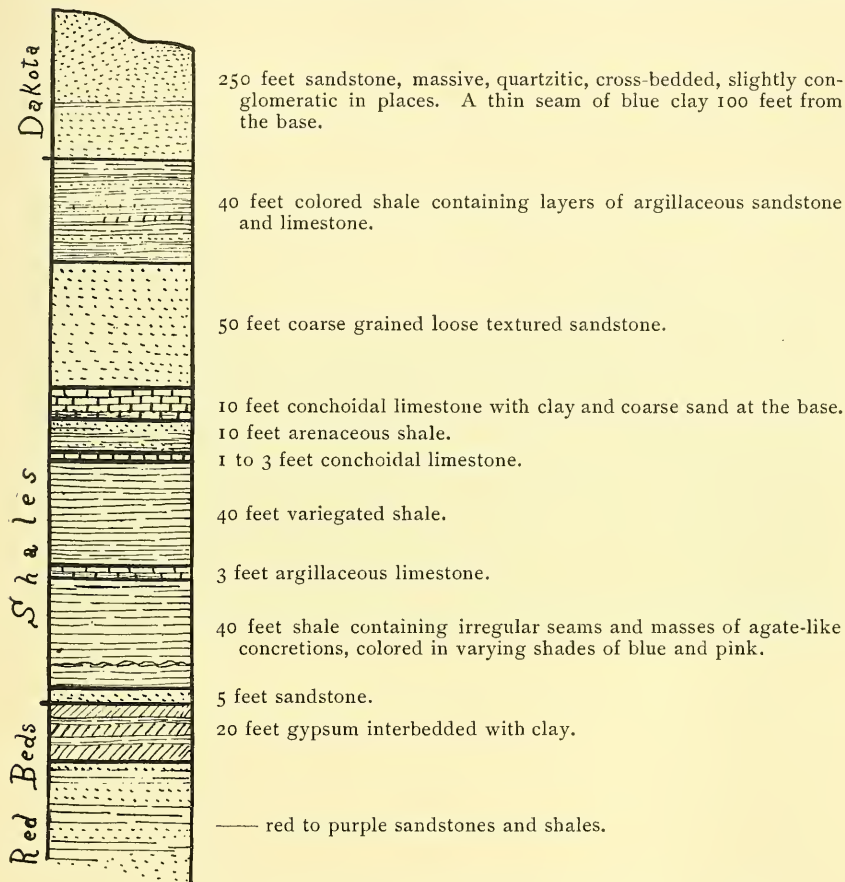 Dakota
250 feet sandstone, massive, quartzitic, cross-bedded, slightly con-
glomeratic in places. A thin seam of blue clay 100 feet from
the base.
Shales
40 feet colored shale containing layers of argillaceous sandstone
and limestone.
50 feet coarse grained loose textured sandstone.
10 feet conchoidal limestone with clay and coarse sand at the base.
10 feet arenaceous shale.
1 to 3 feet conchoidal limestone.
40 feet variegated shale.
3 feet argillaceous limestone.
40 feet shale containing irregular seams and masses of agate-like
concretions, colored in varying shades of blue and pink.
5 feet sandstone.
Red Beds
20 feet gypsum interbedded with clay.
—— red to purple sandstones and shales.